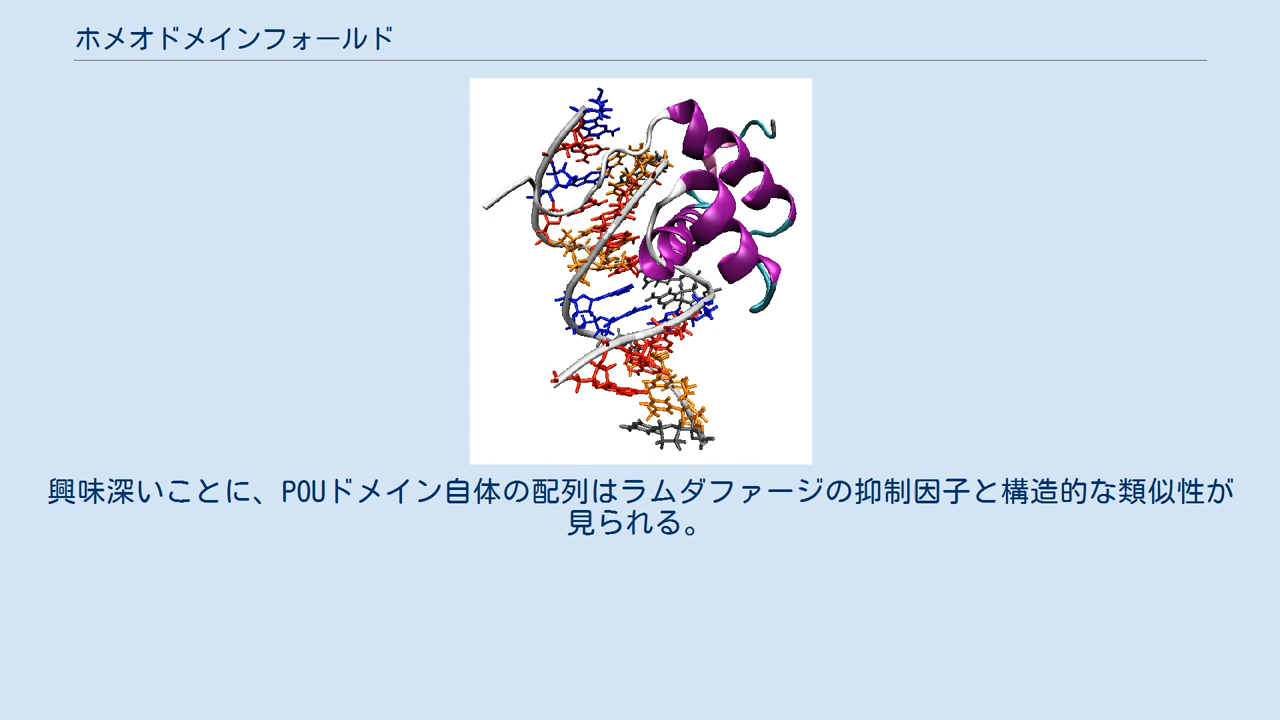 ホメオドメインフォールド
興味深いことに、POUドメイン自体の配列はラムダファージの抑制因子と構造的な類似性が
見られる。